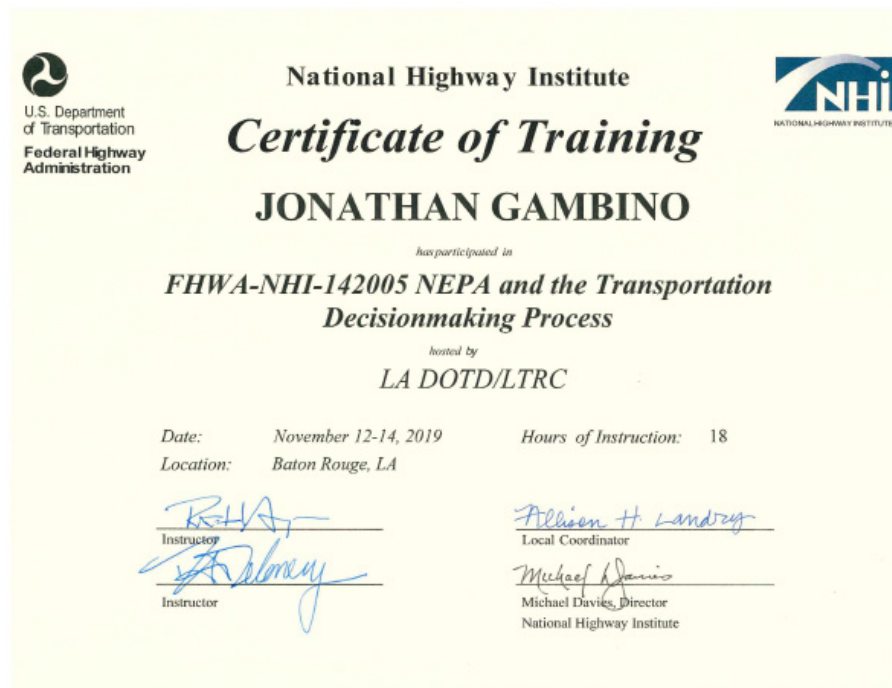 National Highway Institute
U.S. Department
of Transportation
Federal Highway
Administration
NHI
NATIONAL HIGHWAY INSTITUTE
Certificate of Training
JONATHAN GAMBINO
has participated in
FHWA-NHI-142005 NEPA and the Transportation
Decisionmaking Process
hosted by
LA DOTD/LTRC
Date: November 12-14, 2019
Hours of Instruction: 18
Location: Baton Rouge, LA
Instructor
Allison H. Landry
Local Coordinator
Instructor
Michael Davies
Michael Davies, Director
National Highway Institute